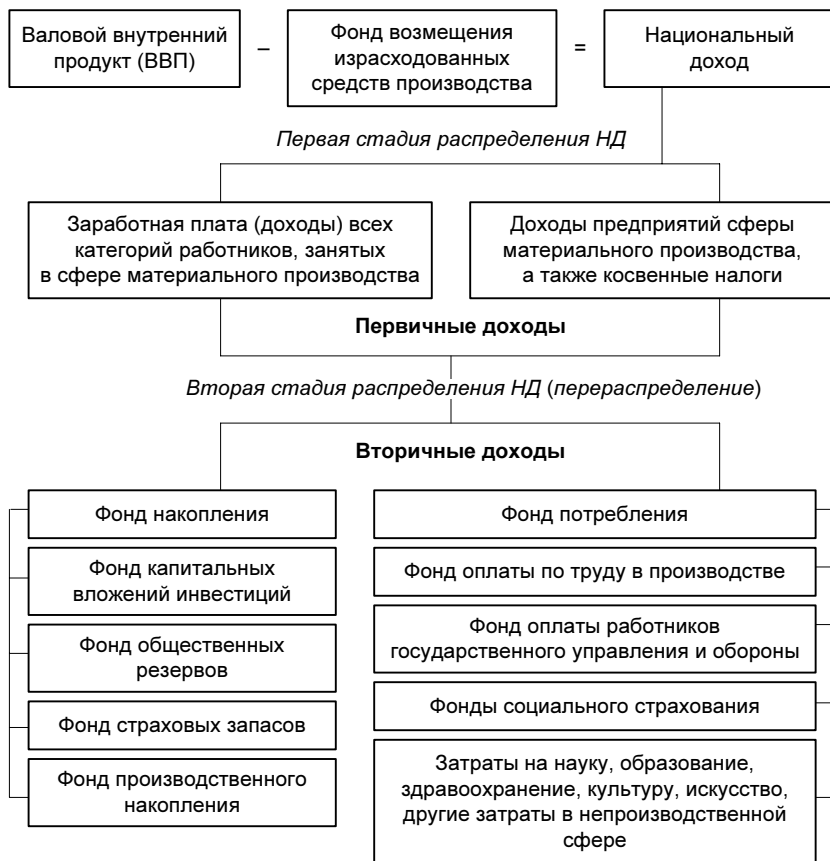 Валовой внутренний
продукт (ВВП)
–
Фонд возмещения
израсходованных
средств производства
=
Национальный
доход
Первая стадия распределения НД
Заработная плата (доходы) всех
категорий работников, занятых
в сфере материального производства
Доходы предприятий сферы
материального производства,
а также косвенные налоги
Первичные доходы
Вторая стадия распределения НД (перераспределение)
Вторичные доходы
Фонд накопления
Фонд капитальных
вложений инвестиций
Фонд общественных
резервов
Фонд страховых запасов
Фонд производственного
накопления
Фонд потребления
Фонд оплаты по труду в производстве
Фонд оплаты работников
государственного управления и обороны
Фонды социального страхования
Затраты на науку, образование,
здравоохранение, культуру, искусство,
другие затраты в непроизводственной
сфере